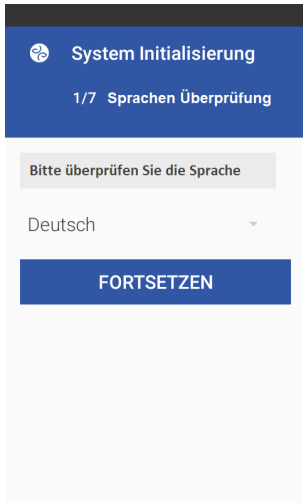 System Initialisierung
1/7 Sprachen Überprüfung
Bitte überprüfen Sie die Sprache
Deutsch
FORTSETZEN